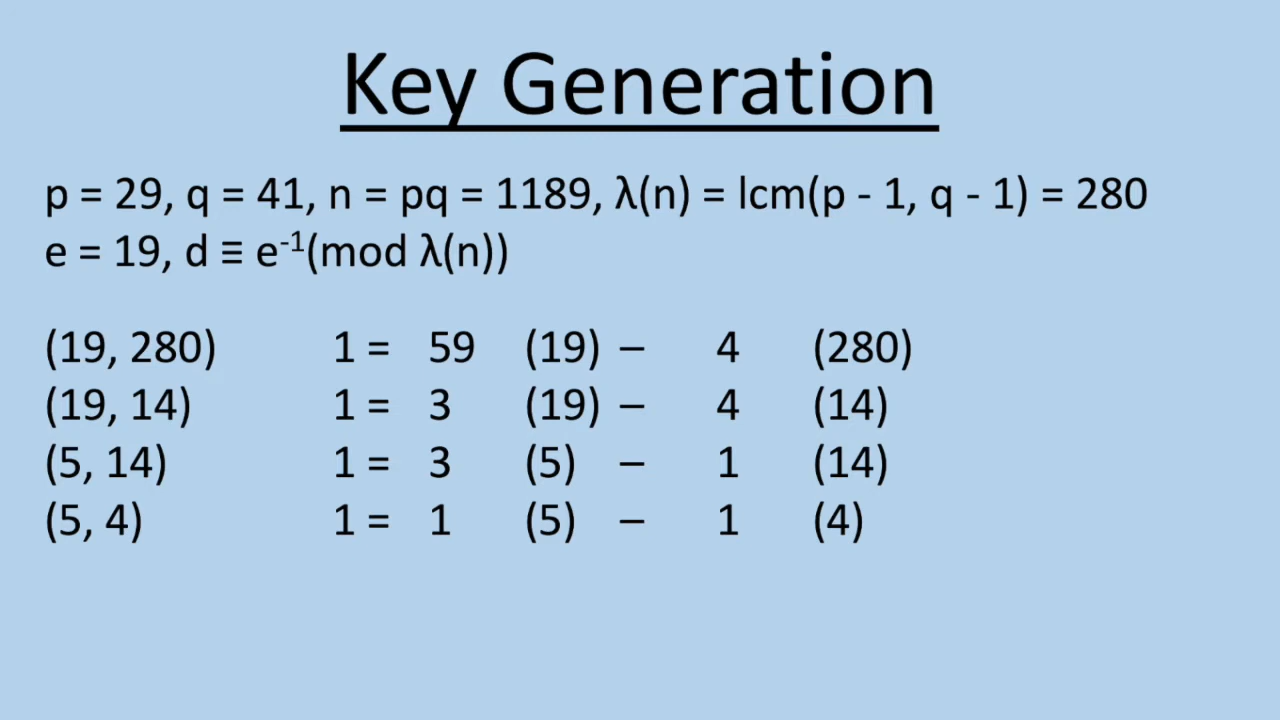 Key Generation
p = 29, q = 41, n = pq = 1189, λ(n) = lcm(p - 1, q - 1) = 280
e = 19, d ≡ e⁻¹(mod λ(n))
(19, 280) 1 = 59 (19) – 4 (280)
(19, 14) 1 = 3 (19) – 4 (14)
(5, 14) 1 = 3 (5) – 1 (14)
(5, 4) 1 = 1 (5) – 1 (4)